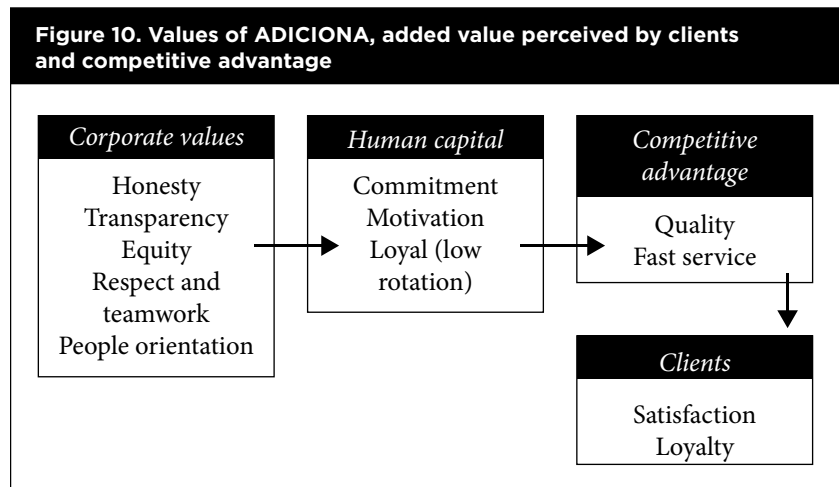 Figure 10. Values of ADICIONA, added value perceived by clients
and competitive advantage
Corporate values
Honesty
Transparency
Equity
Respect and
teamwork
People orientation
Human capital
Commitment
Motivation
Loyal (low
rotation)
Competitive
advantage
Quality
Fast service
Clients
Satisfaction
Loyalty